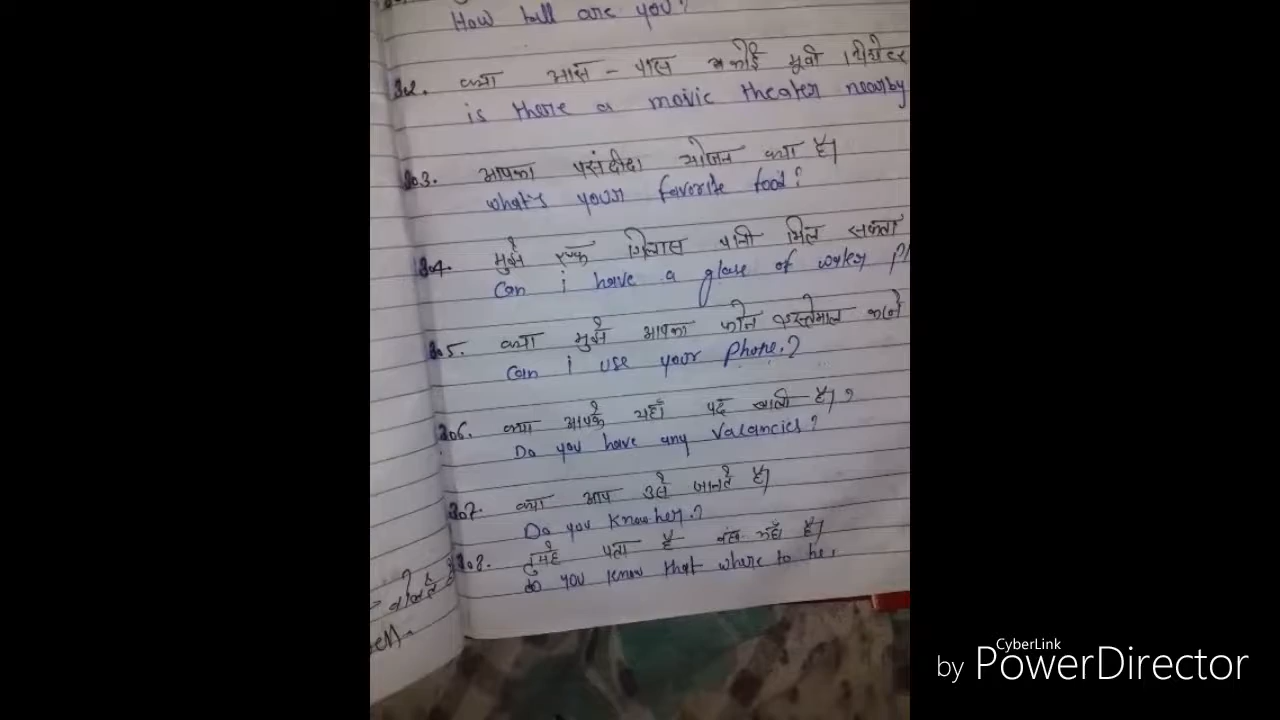 How tall are you?
302. क्या आस - पास कोई मूवी थियेटर
is there a movie theater nearby
303. आपका पसंदीदा भोजन क्या है।
what's your favorite food?
304. मुझे एक गिलास पानी मिल सकता
Can i have a glass of water
305. क्या मुझे आपका फोन इस्तेमाल करने
Can i use your phone.?
306. क्या आपके यहाँ पद खाली है। ?
Do you have any vacancies?
307. क्या आप उसे जानते है।
Do you know her.?
308. तुम्हे पता है वह कहाँ है।
do you know that where to he.
CyberLink
by PowerDirector